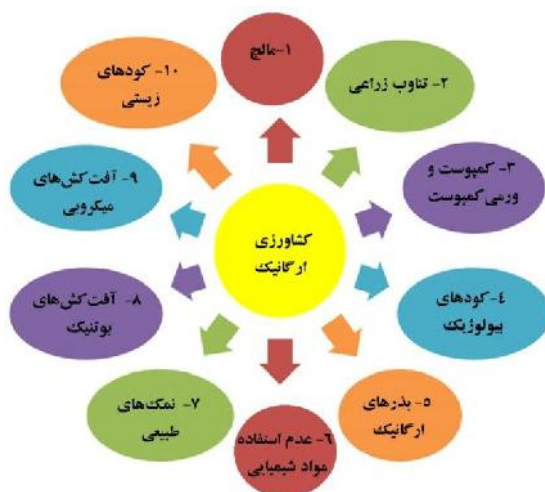 کشاورزی
ارگانیک
۱-مالچ
۲- تناوب زراعی
۳- کمپوست و
ورمی کمپوست
۴- کودهای
بیولوژیک
۵- بذرهای
ارگانیک
۶- عدم استفاده
مواد شیمیایی
۷- نمک‌های
طبیعی
۸- آفت‌کش‌های
بوتنیک
۹- آفت‌کش‌های
میکروبی
۱۰- کودهای
زیستی